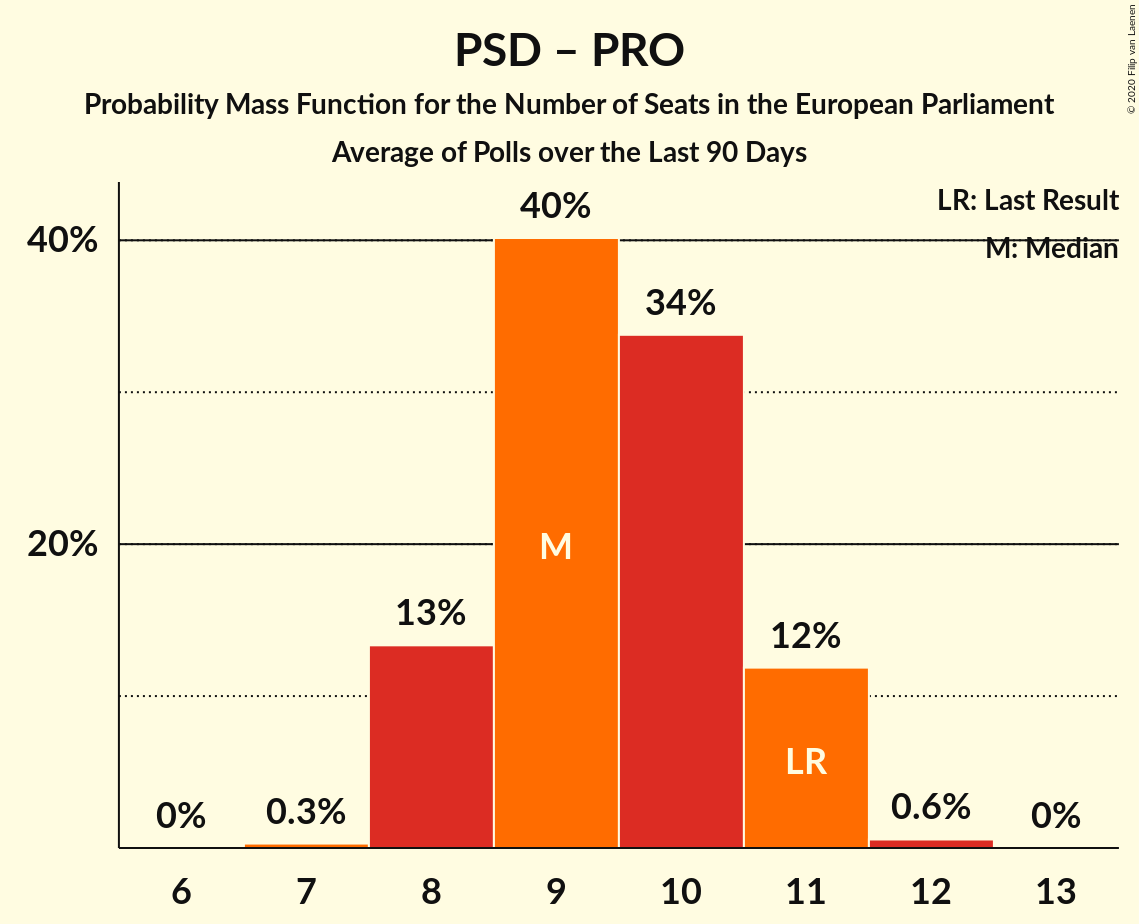 PSD – PRO
Probability Mass Function for the Number of Seats in the European Parliament
Average of Polls over the Last 90 Days
© 2020 Filip van Laenen
LR: Last Result
M: Median
40%
20%
0%
0.3%
13%
40%
34%
12%
0.6%
0%
M
LR
6 7 8 9 10 11 12 13